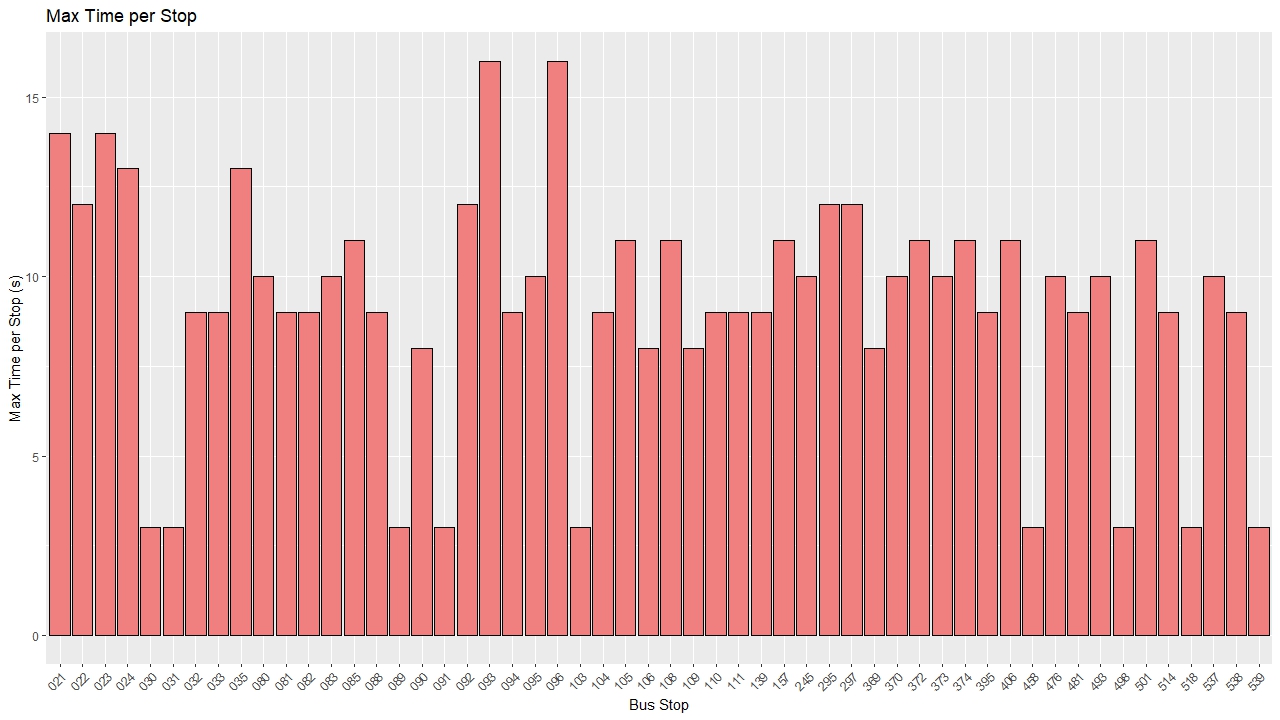 Max Time per Stop
Max Time per Stop (s)
15
10
5
0
021 022 023 024 030 031 032 033 035 080 081 082 083 085 088 089 090 091 092 093 094 095 096 103 104 105 106 108 109 110 111 139 157 245 295 297 369 370 372 373 374 395 406 458 476 481 493 498 501 514 518 537 538 539
Bus Stop